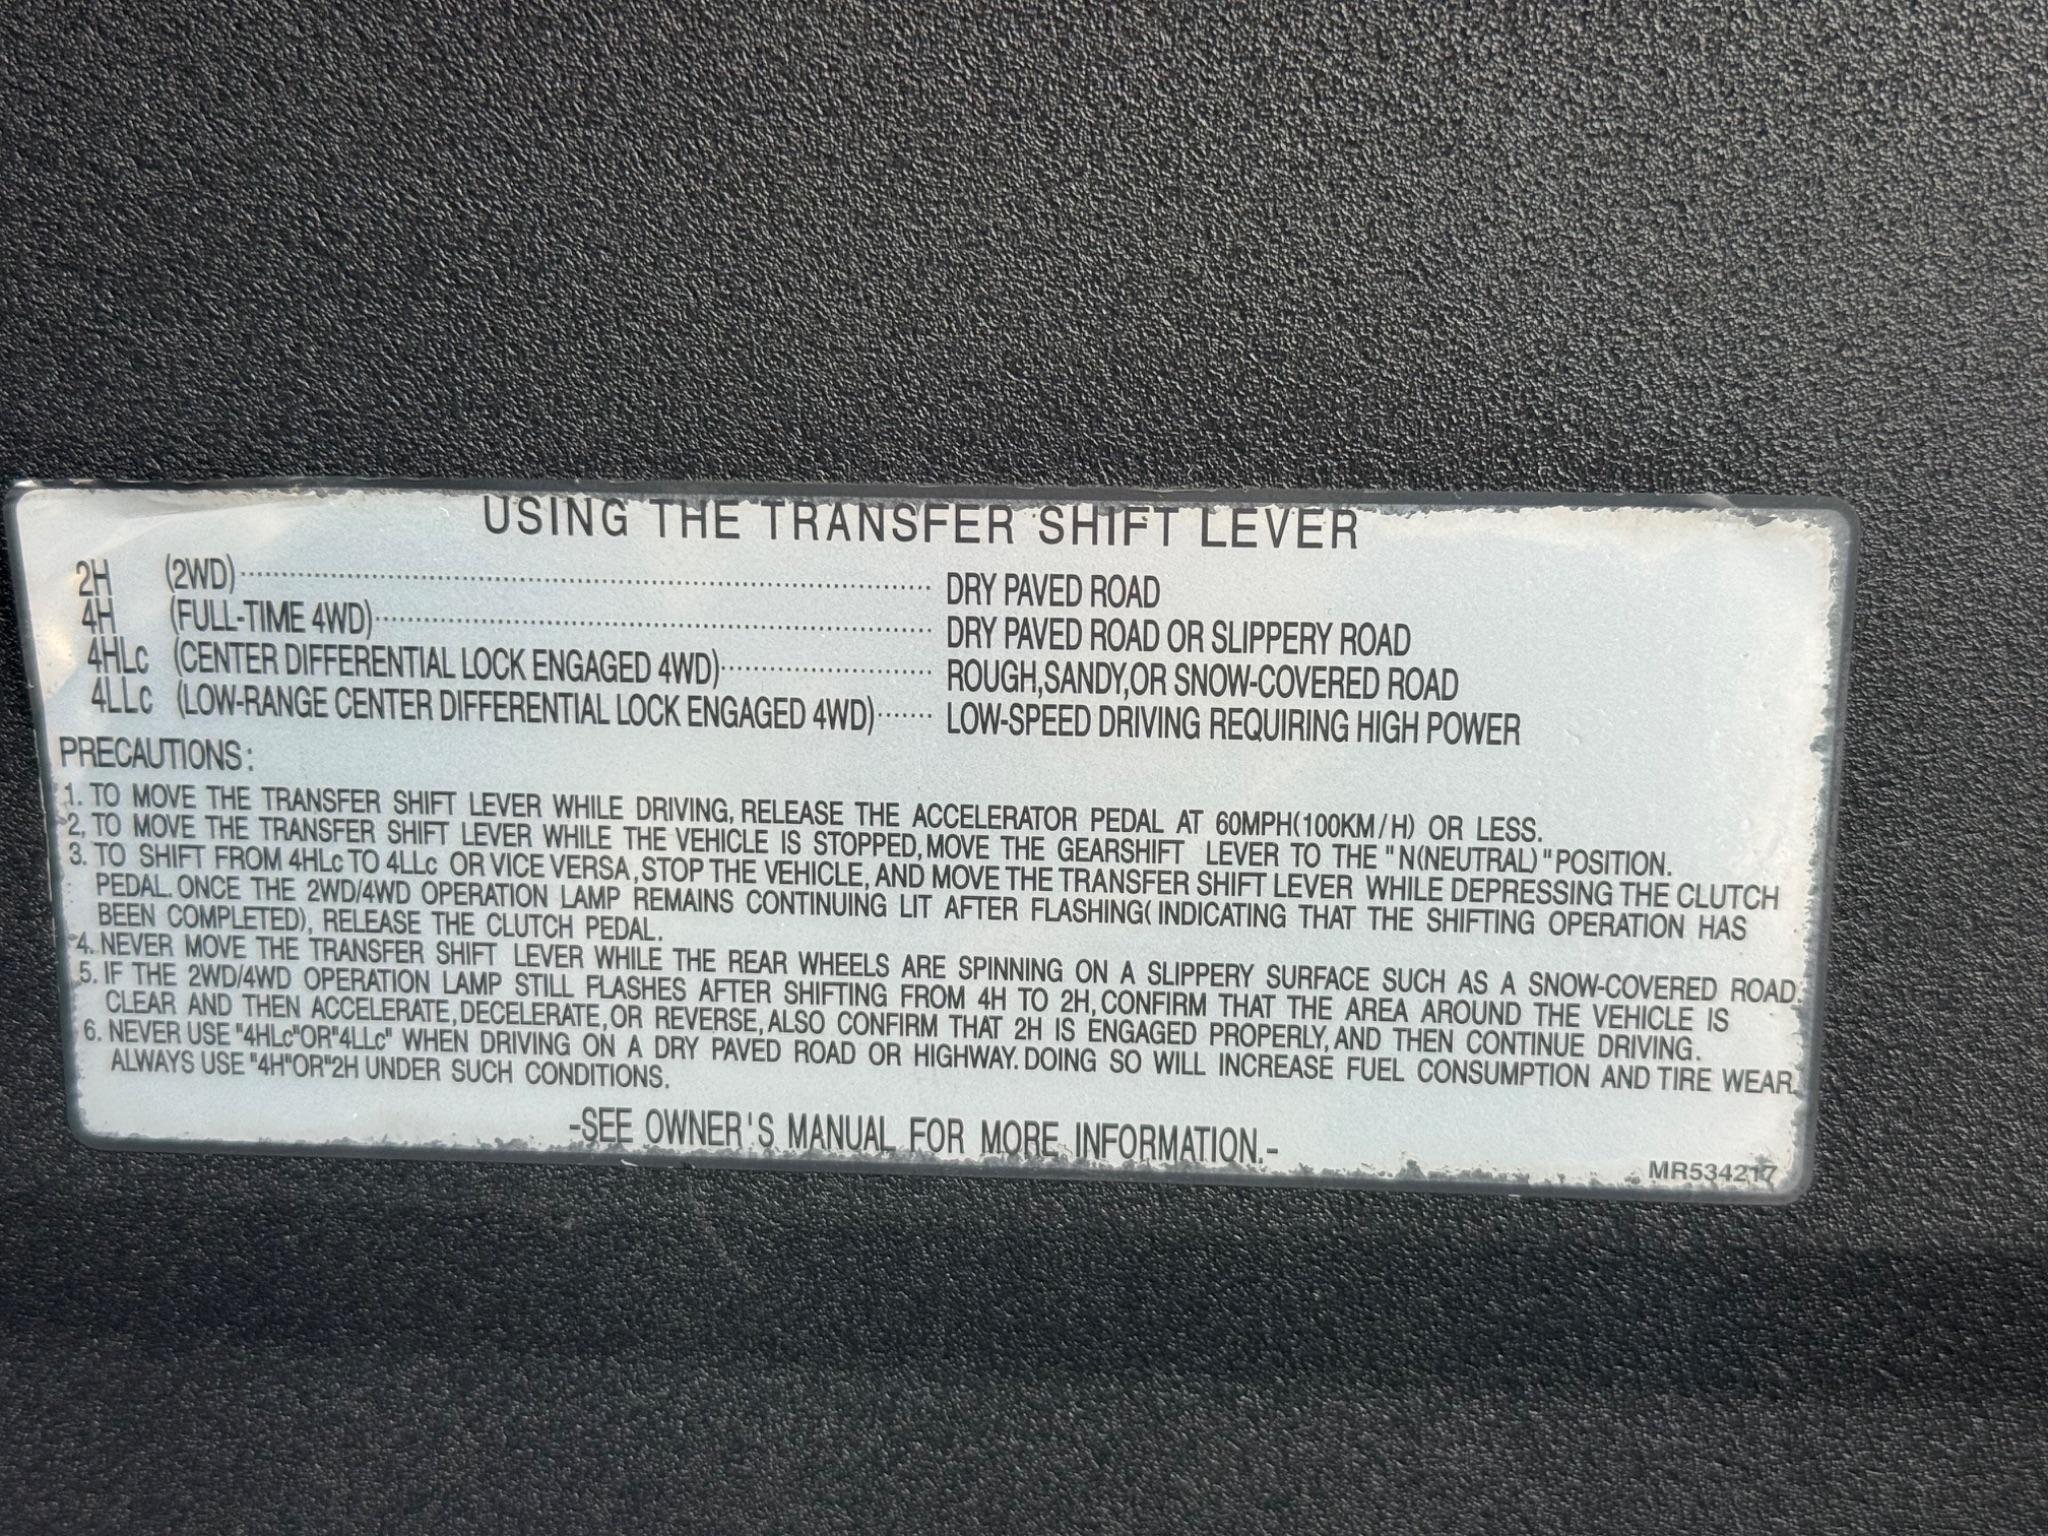 USING THE TRANSFER SHIFT LEVER
2H (2WD) ........ DRY PAVED ROAD
4H (FULL-TIME 4WD) ........ DRY PAVED ROAD OR SLIPPERY ROAD
4HLc (CENTER DIFFERENTIAL LOCK ENGAGED 4WD) ........ ROUGH,SANDY,OR SNOW-COVERED ROAD
4LLc (LOW-RANGE CENTER DIFFERENTIAL LOCK ENGAGED 4WD) ....... LOW-SPEED DRIVING REQUIRING HIGH POWER
PRECAUTIONS:
1. TO MOVE THE TRANSFER SHIFT LEVER WHILE DRIVING, RELEASE THE ACCELERATOR PEDAL AT 60MPH(100KM/H) OR LESS.
2. TO MOVE THE TRANSFER SHIFT LEVER WHILE THE VEHICLE IS STOPPED, MOVE THE GEARSHIFT LEVER TO THE "N(NEUTRAL)" POSITION.
3. TO SHIFT FROM 4HLc TO 4LLc OR VICE VERSA, STOP THE VEHICLE, AND MOVE THE TRANSFER SHIFT LEVER WHILE DEPRESSING THE CLUTCH
PEDAL. ONCE THE 2WD/4WD OPERATION LAMP REMAINS CONTINUING LIT AFTER FLASHING( INDICATING THAT THE SHIFTING OPERATION HAS
BEEN COMPLETED), RELEASE THE CLUTCH PEDAL.
4. NEVER MOVE THE TRANSFER SHIFT LEVER WHILE THE REAR WHEELS ARE SPINNING ON A SLIPPERY SURFACE SUCH AS A SNOW-COVERED ROAD.
5. IF THE 2WD/4WD OPERATION LAMP STILL FLASHES AFTER SHIFTING FROM 4H TO 2H, CONFIRM THAT THE AREA AROUND THE VEHICLE IS
CLEAR AND THEN ACCELERATE, DECELERATE, OR REVERSE, ALSO CONFIRM THAT 2H IS ENGAGED PROPERLY, AND THEN CONTINUE DRIVING.
6. NEVER USE "4HLc"OR"4LLc" WHEN DRIVING ON A DRY PAVED ROAD OR HIGHWAY. DOING SO WILL INCREASE FUEL CONSUMPTION AND TIRE WEAR.
ALWAYS USE "4H"OR"2H UNDER SUCH CONDITIONS.
-SEE OWNER'S MANUAL FOR MORE INFORMATION.-
MR534217